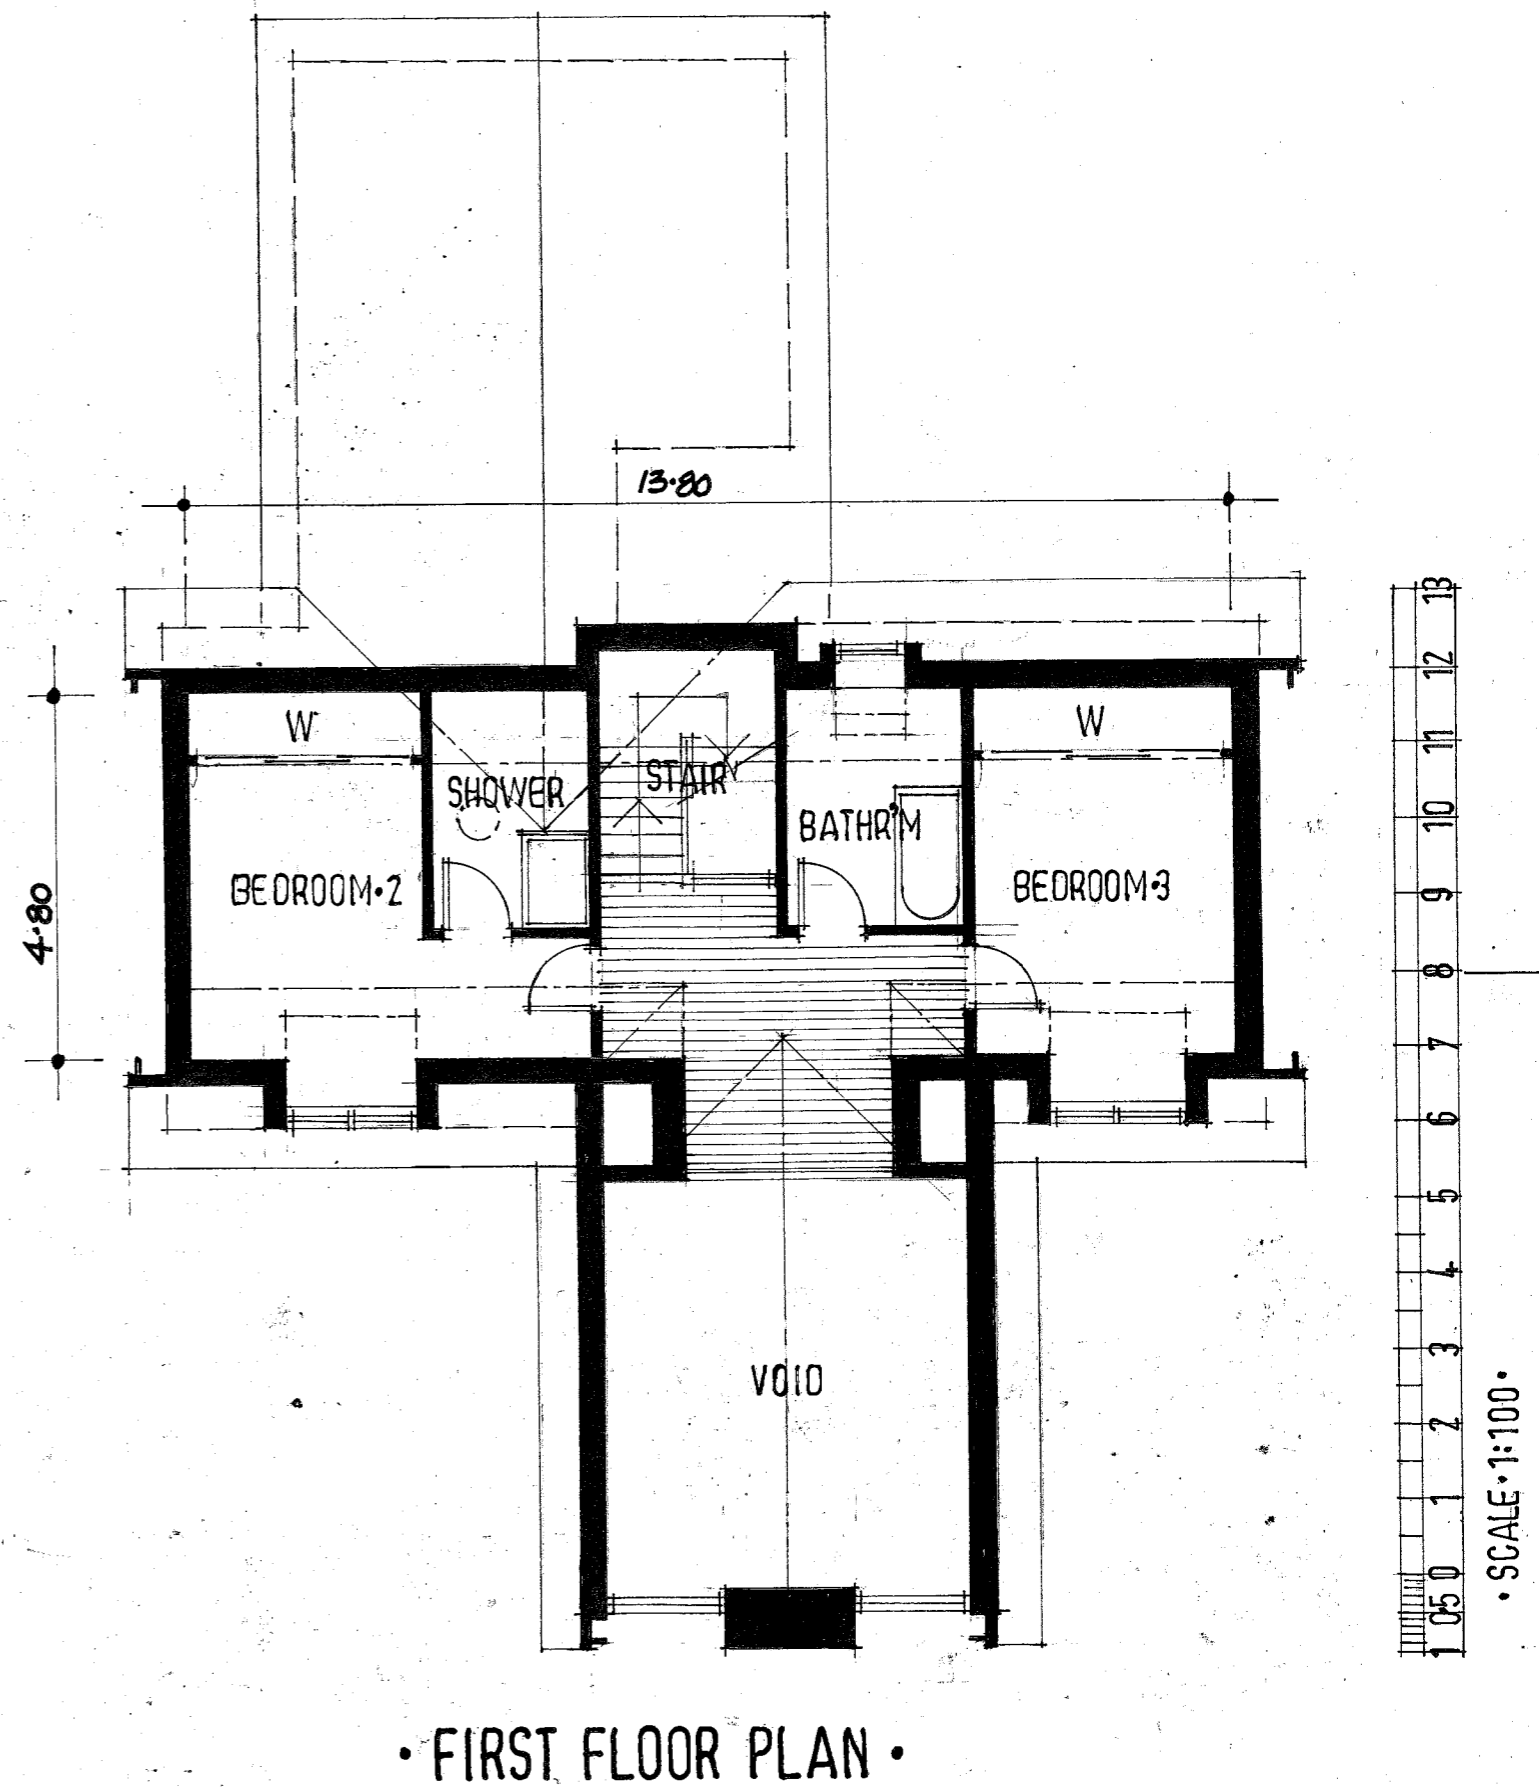 13·80
W
W
STAIR
SHOWER
BATHR'M
BEDROOM·2
BEDROOM·3
4·80
VOID
13
12
11
10
9
8
7
6
5
4
3
2
1
0
0·5
1
·SCALE·1:100·
· FIRST FLOOR PLAN ·